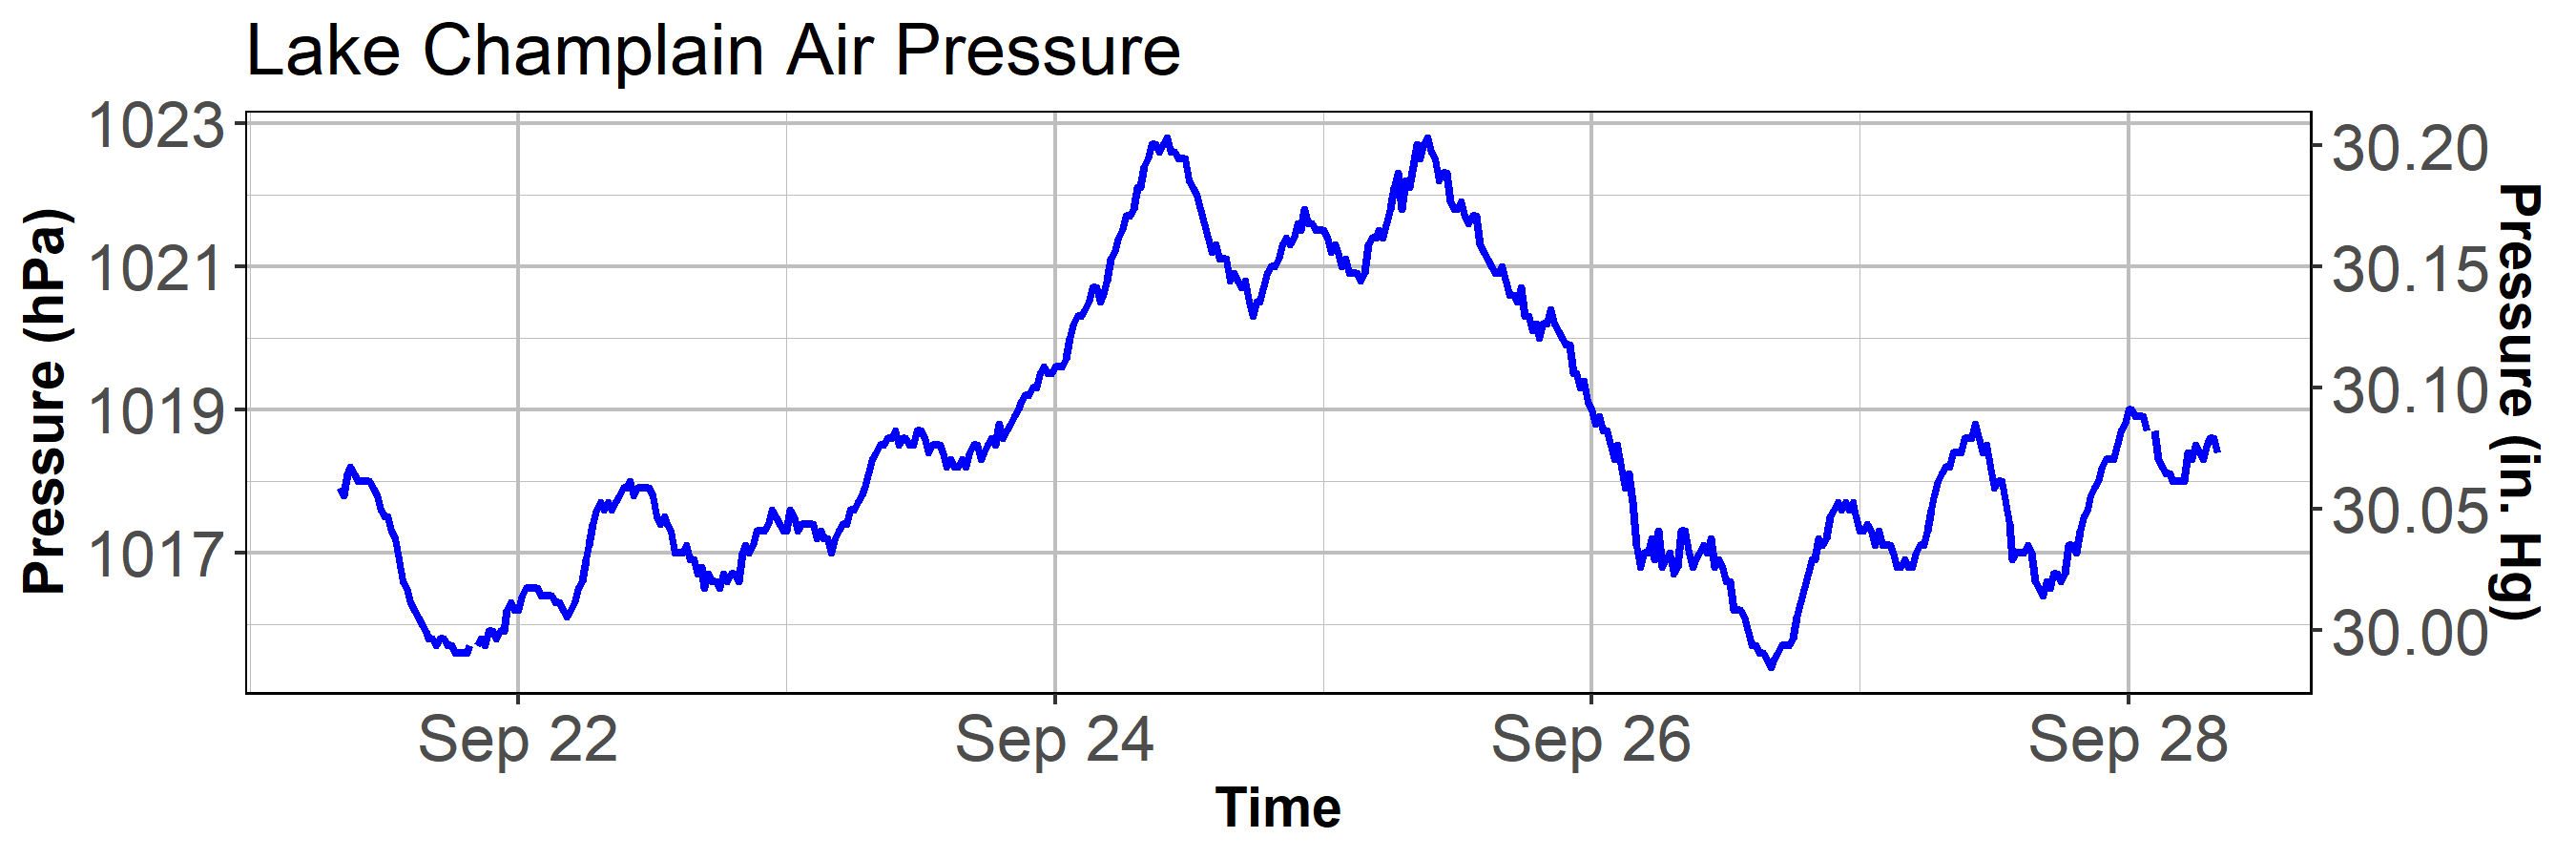 Lake Champlain Air Pressure
1023
1021
1019
1017
Pressure (hPa)
30.20
30.15
30.10
30.05
30.00
Pressure (in. Hg)
Sep 22
Sep 24
Sep 26
Sep 28
Time